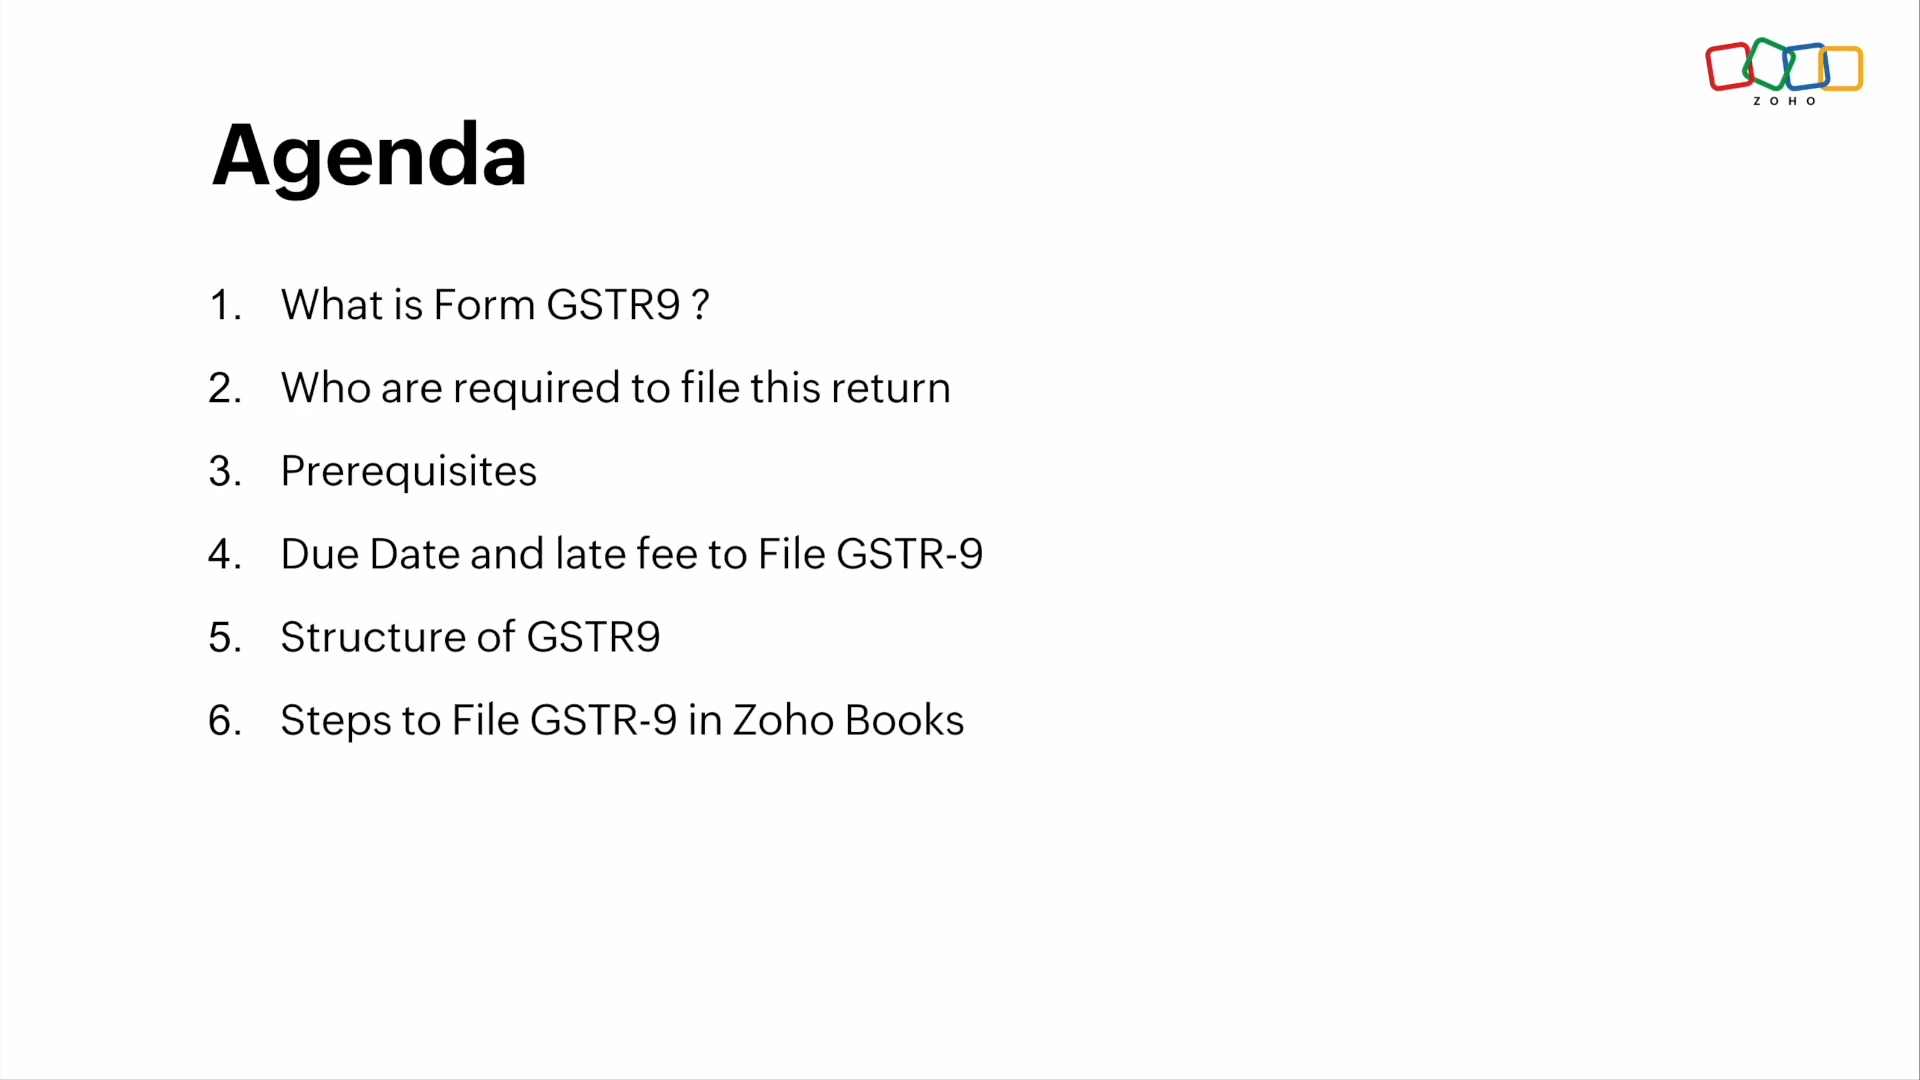 ZOHO
Agenda
1. What is Form GSTR9 ?
2. Who are required to file this return
3. Prerequisites
4. Due Date and late fee to File GSTR-9
5. Structure of GSTR9
6. Steps to File GSTR-9 in Zoho Books